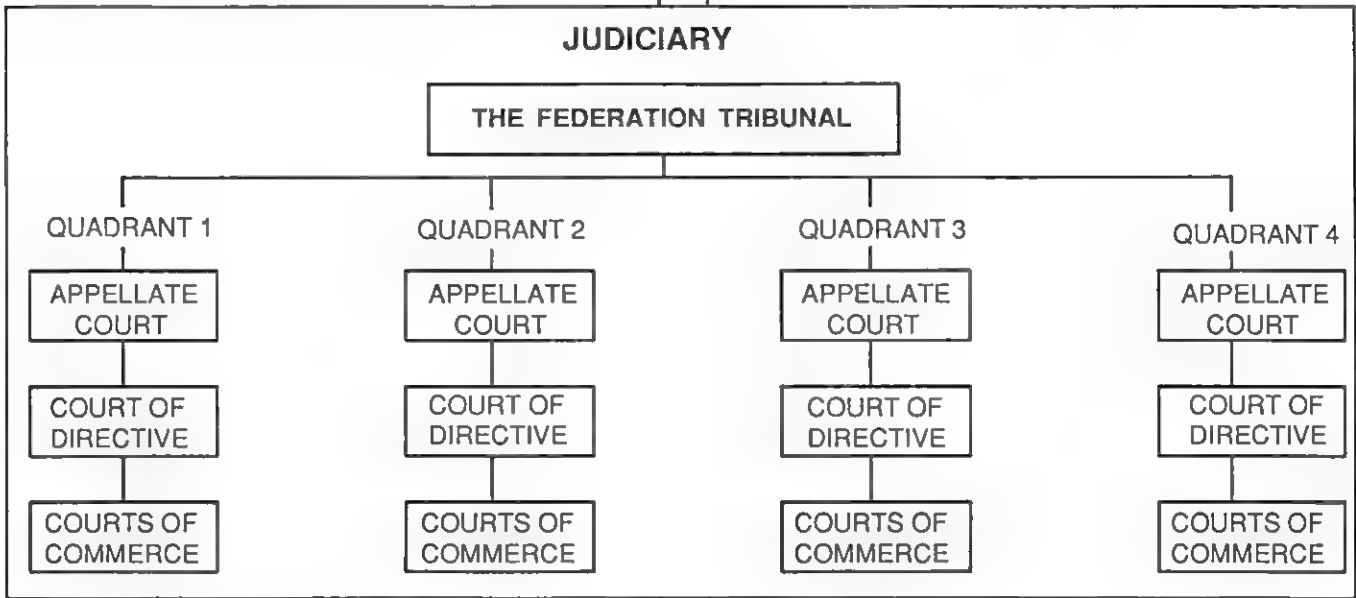 JUDICIARY
THE FEDERATION TRIBUNAL
QUADRANT 1
APPELLATE
COURT
COURT OF
DIRECTIVE
COURTS OF
COMMERCE
QUADRANT 2
APPELLATE
COURT
COURT OF
DIRECTIVE
COURTS OF
COMMERCE
QUADRANT 3
APPELLATE
COURT
COURT OF
DIRECTIVE
COURTS OF
COMMERCE
QUADRANT 4
APPELLATE
COURT
COURT OF
DIRECTIVE
COURTS OF
COMMERCE